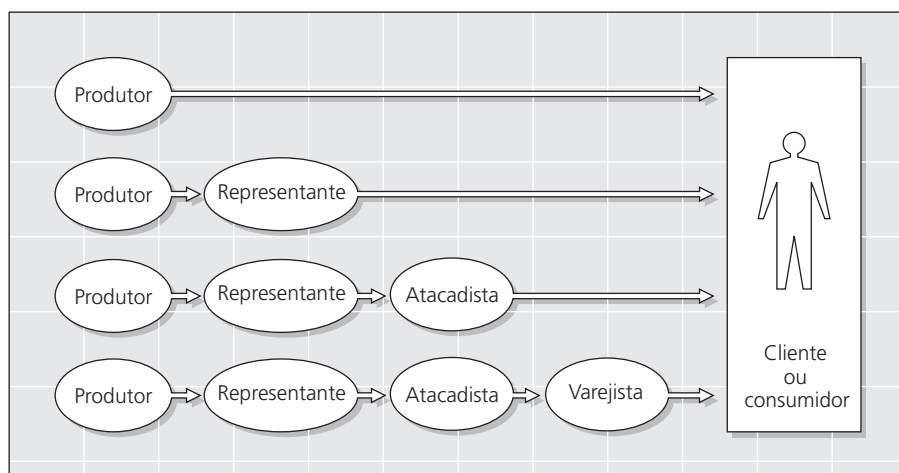 Produtor
Produtor Representante
Produtor Representante Atacadista
Produtor Representante Atacadista Varejista
Cliente
ou
consumidor